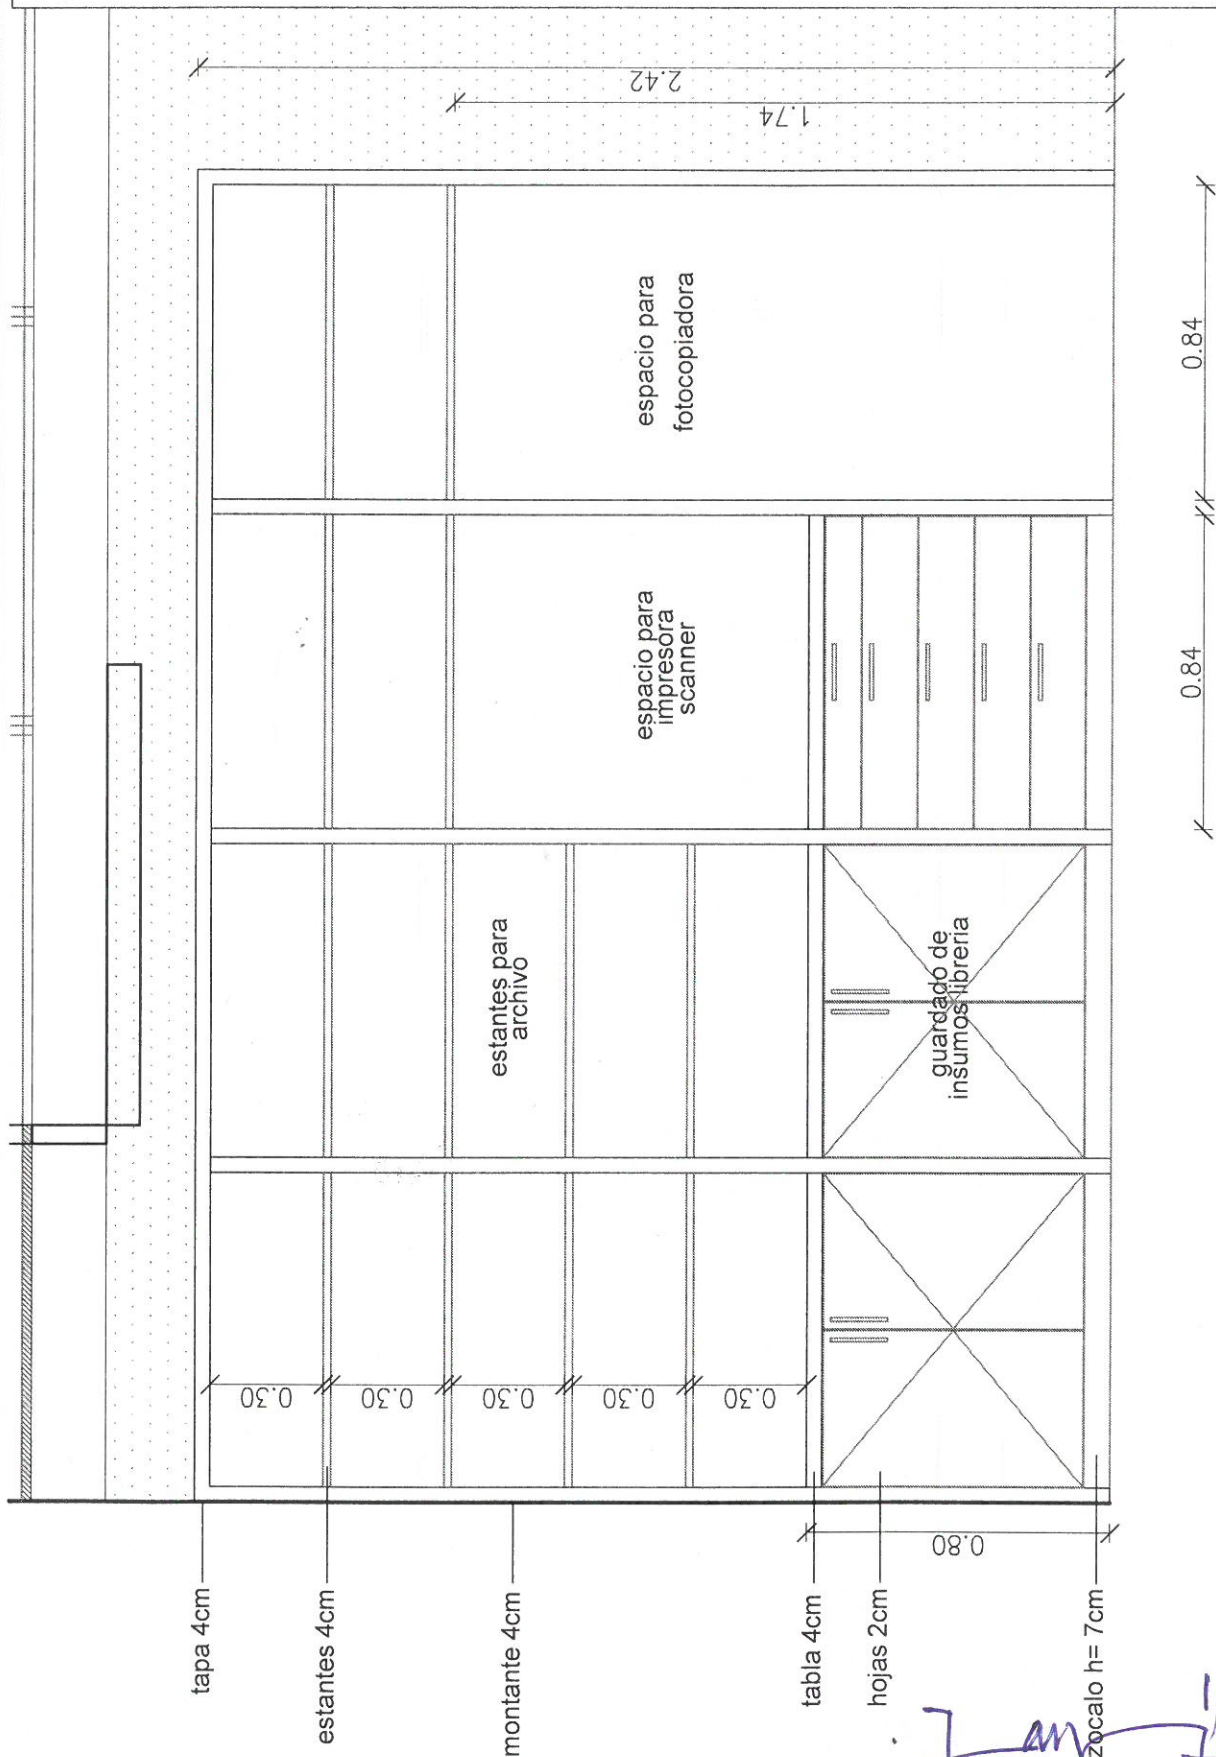 tapa 4cm
estantes 4cm
montante 4cm
tabla 4cm
hojas 2cm
zocalo h= 7cm
0.30
0.30
0.30
0.30
0.30
0.80
estantes para
archivo
guardado de
insumos libreria
espacio para
impresora
scanner
espacio para
fotocopiadora
2.42
1.74
0.84
0.84